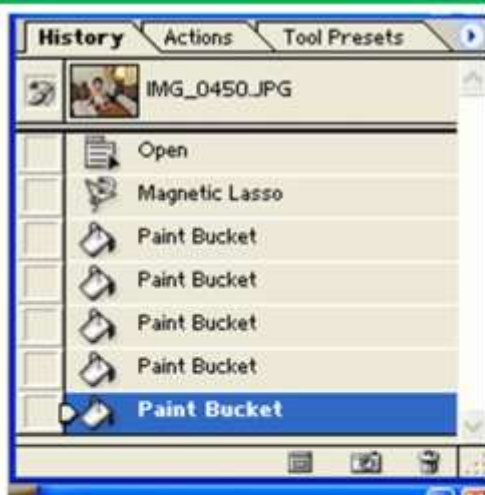 History Actions Tool Presets
IMG_0450.JPG
Open
Magnetic Lasso
Paint Bucket
Paint Bucket
Paint Bucket
Paint Bucket
Paint Bucket